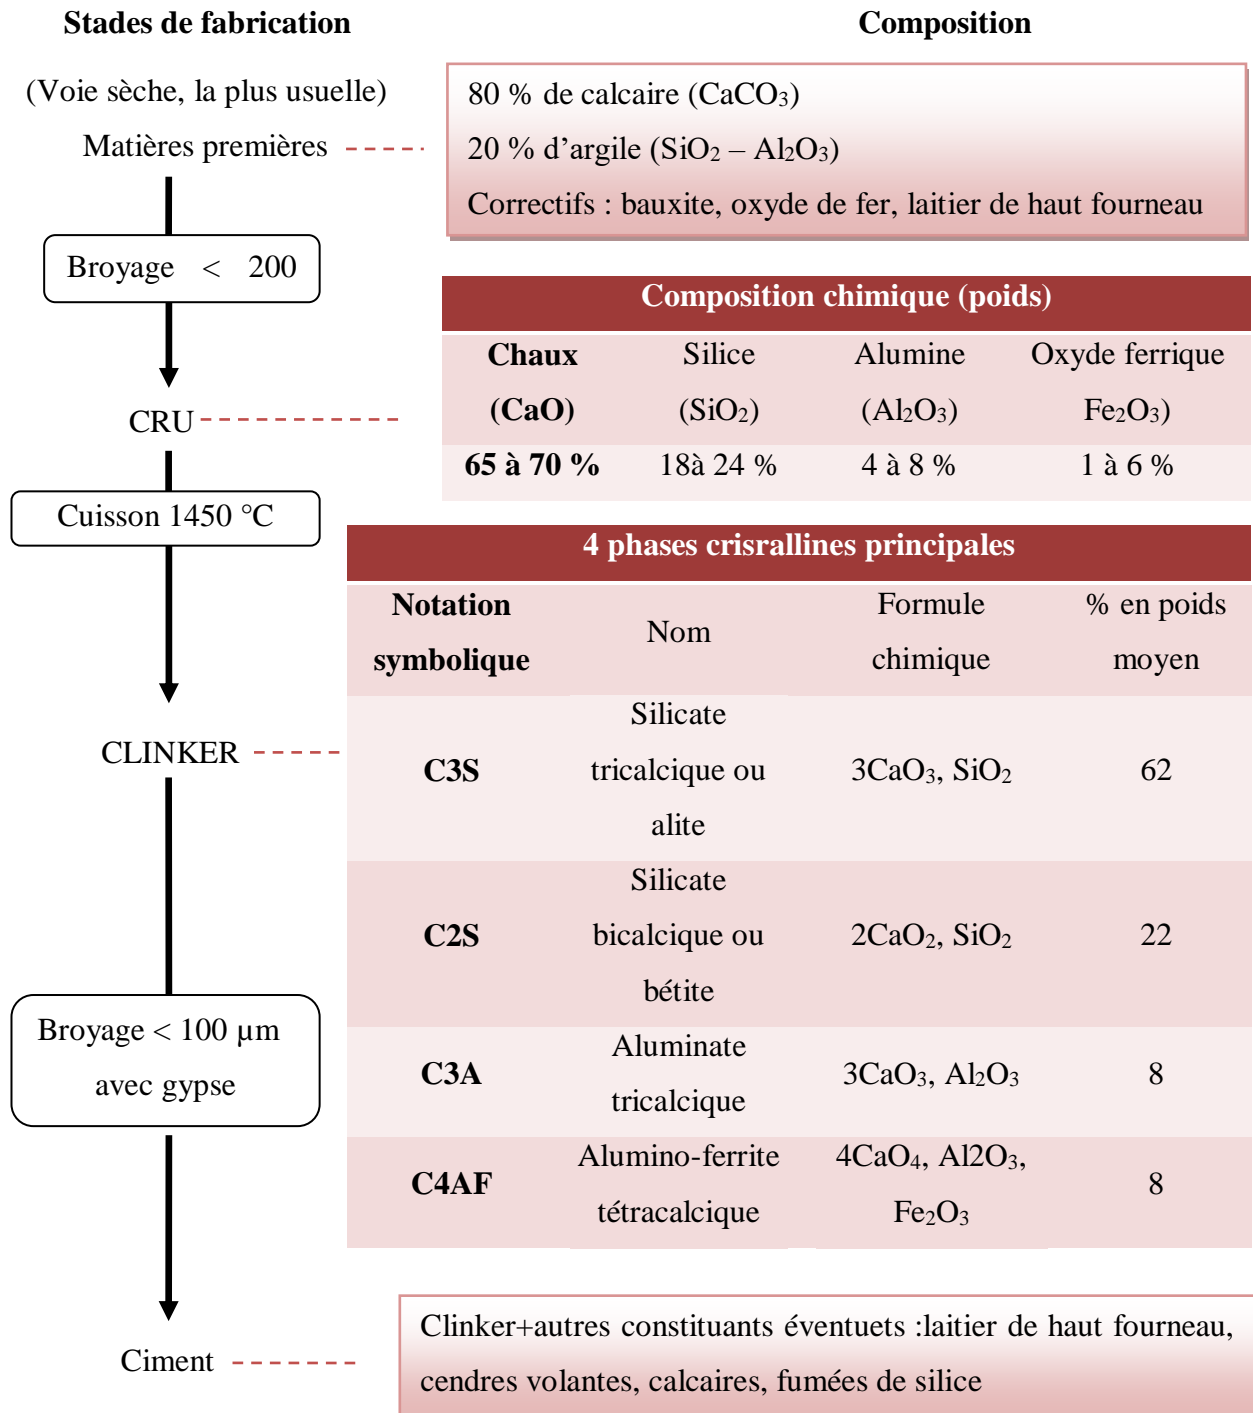 Stades de fabrication
Composition
(Voie sèche, la plus usuelle)
Matières premières
80 % de calcaire (CaCO₃)
20 % d'argile (SiO₂ – Al₂O₃)
Correctifs : bauxite, oxyde de fer, laitier de haut fourneau
Broyage < 200
Composition chimique (poids)
Chaux Silice Alumine Oxyde ferrique
(CaO) (SiO₂) (Al₂O₃) Fe₂O₃)
65 à 70 % 18à 24 % 4 à 8 % 1 à 6 %
CRU
Cuisson 1450 °C
4 phases crisrallines principales
Notation
symbolique
Nom
Formule
chimique
% en poids
moyen
CLINKER
C3S
Silicate
tricalcique ou
alite
3CaO₃, SiO₂
62
C2S
Silicate
bicalcique ou
bétite
2CaO₂, SiO₂
22
Broyage < 100 µm
avec gypse
C3A
Aluminate
tricalcique
3CaO₃, Al₂O₃
8
C4AF
Alumino-ferrite
tétracalcique
4CaO₄, Al2O₃,
Fe₂O₃
8
Ciment
Clinker+autres constituants éventuets :laitier de haut fourneau,
cendres volantes, calcaires, fumées de silice